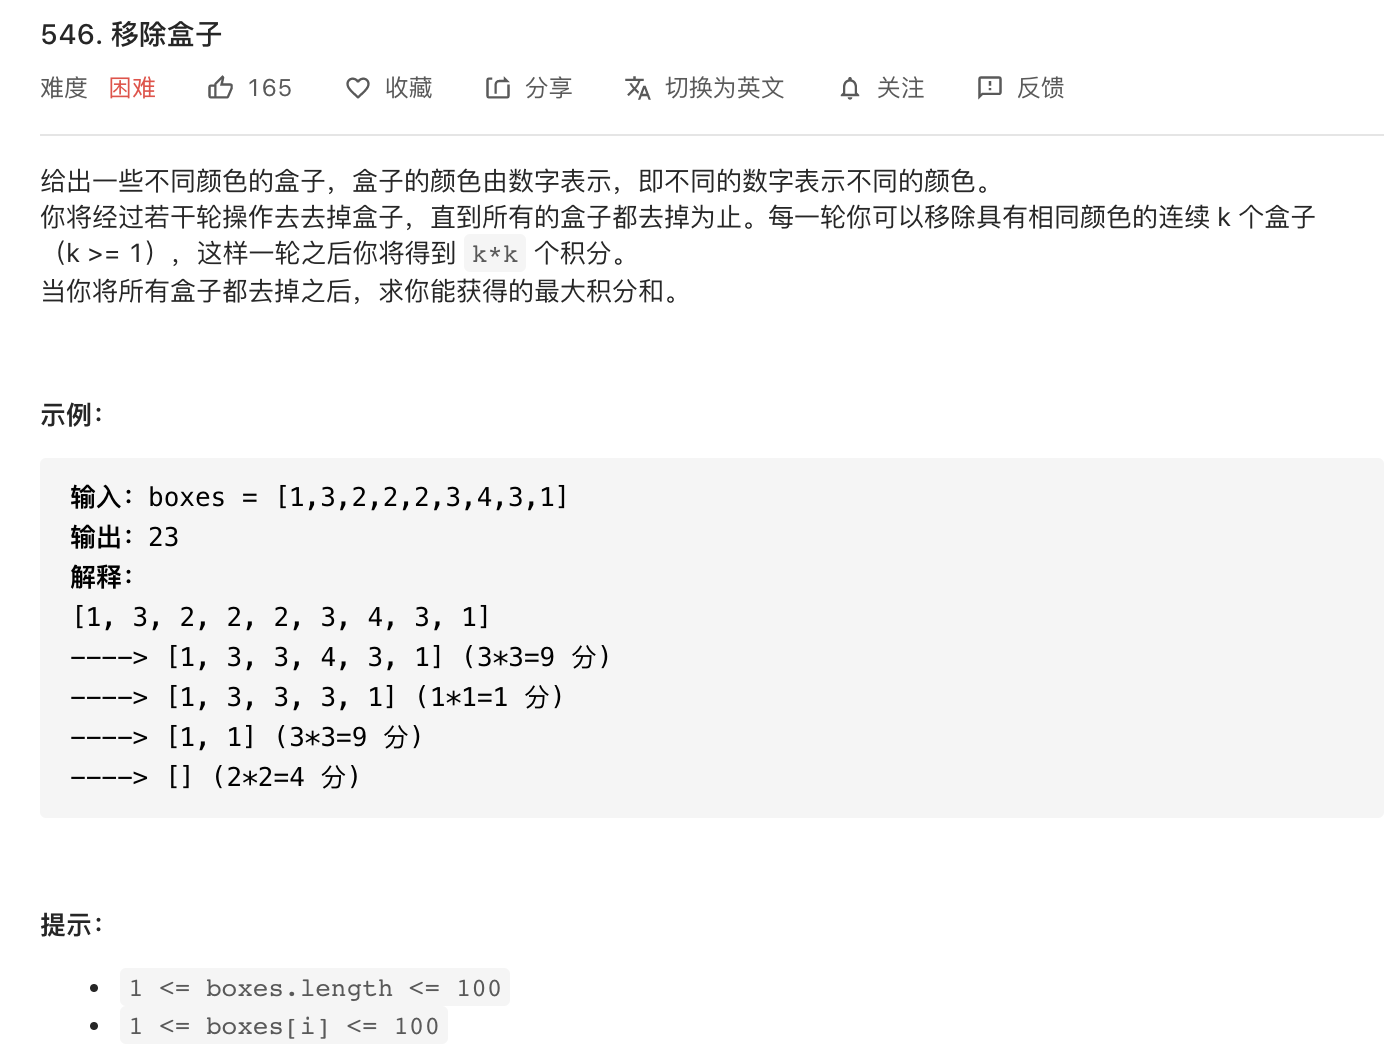 546. 移除盒子
难度 困难 165 收藏 分享 切换为英文 关注 反馈
给出一些不同颜色的盒子，盒子的颜色由数字表示，即不同的数字表示不同的颜色。
你将经过若干轮操作去去掉盒子，直到所有的盒子都去掉为止。每一轮你可以移除具有相同颜色的连续 k 个盒子
（k >= 1），这样一轮之后你将得到 k*k 个积分。
当你将所有盒子都去掉之后，求你能获得的最大积分和。
示例：
输入：boxes = [1,3,2,2,2,3,4,3,1]
输出：23
解释：
[1, 3, 2, 2, 2, 3, 4, 3, 1]
----> [1, 3, 3, 4, 3, 1] (3*3=9 分)
----> [1, 3, 3, 3, 1] (1*1=1 分)
----> [1, 1] (3*3=9 分)
----> [] (2*2=4 分)
提示：
• 1 <= boxes.length <= 100
• 1 <= boxes[i] <= 100